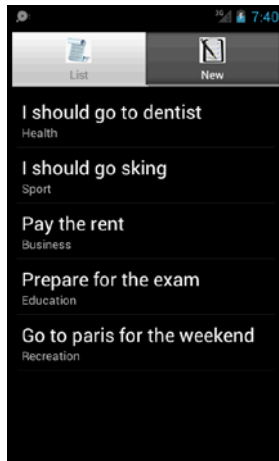 3G 7:40
List
New
I should go to dentist
Health
I should go sking
Sport
Pay the rent
Business
Prepare for the exam
Education
Go to paris for the weekend
Recreation